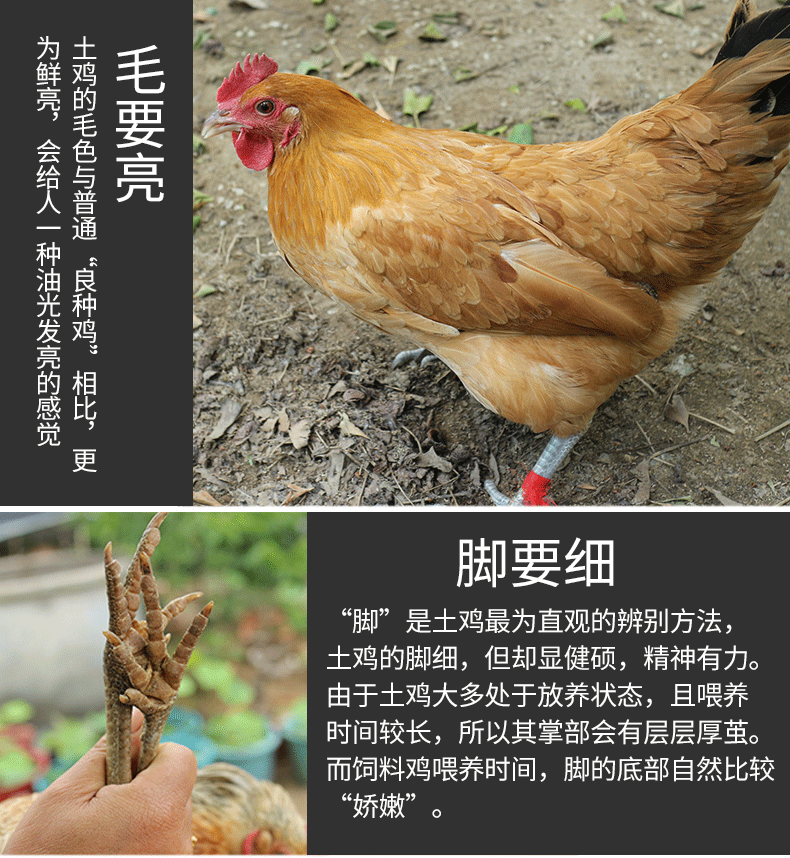 毛要亮
土鸡的毛色与普通“良种鸡”相比，更
为鲜亮，会给人一种油光发亮的感觉
脚要细
“脚”是土鸡最为直观的辨别方法，
土鸡的脚细，但却显健硕，精神有力。
由于土鸡大多处于放养状态，且喂养
时间较长，所以其掌部会有层层厚茧。
而饲料鸡喂养时间，脚的底部自然比较
“娇嫩”。